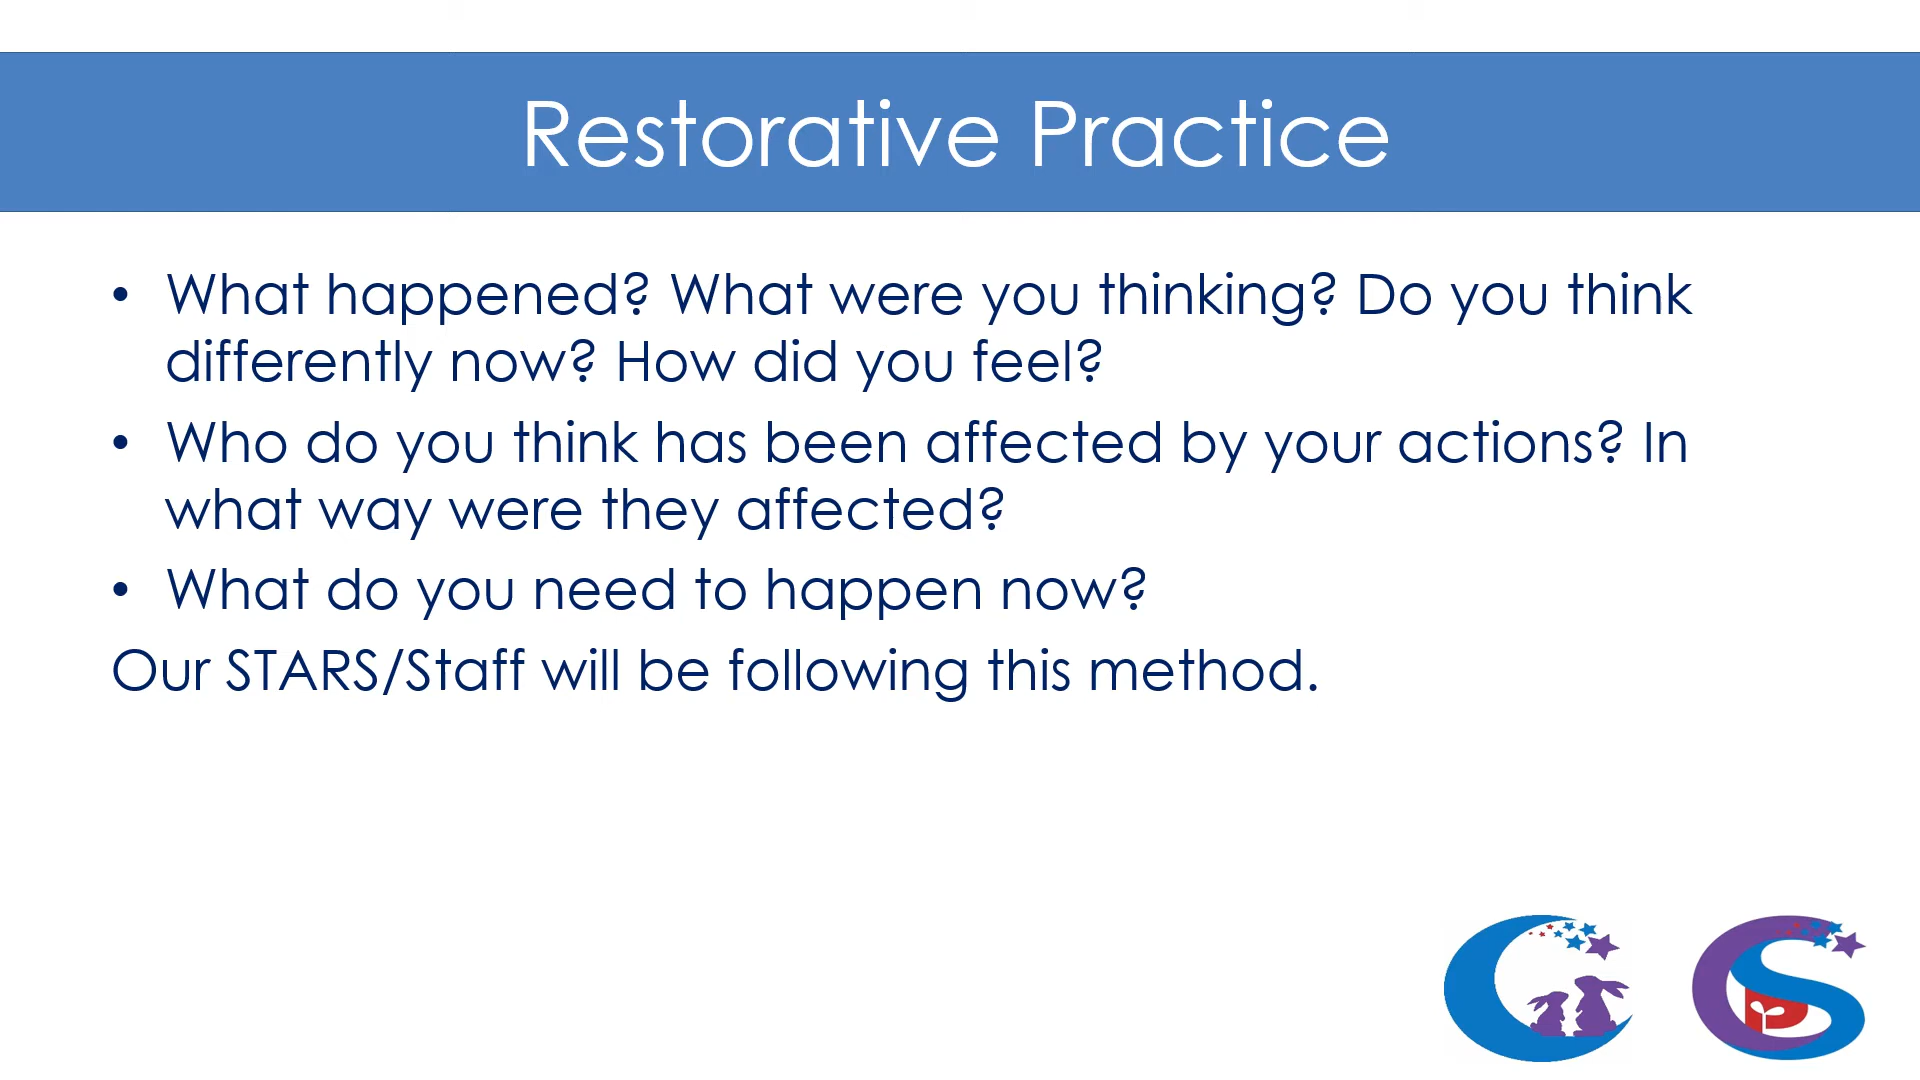 Restorative Practice
• What happened? What were you thinking? Do you think
differently now? How did you feel?
• Who do you think has been affected by your actions? In
what way were they affected?
• What do you need to happen now?
Our STARS/Staff will be following this method.